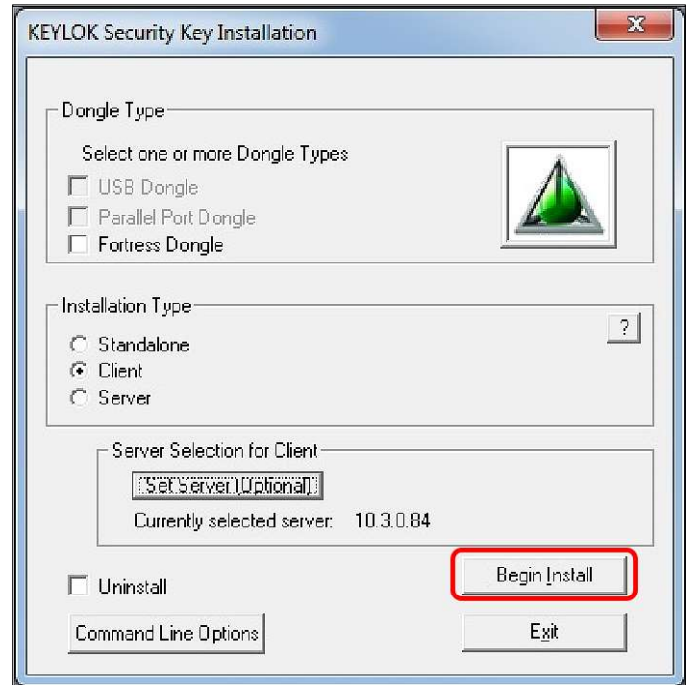 KEYLOK Security Key Installation
Dongle Type
Select one or more Dongle Types
USB Dongle
Parallel Port Dongle
Fortress Dongle
Installation Type
?
Standalone
Client
Server
Server Selection for Client
Set Server (Optional)
Currently selected server: 10.3.0.84
Begin Install
Uninstall
Command Line Options
Exit